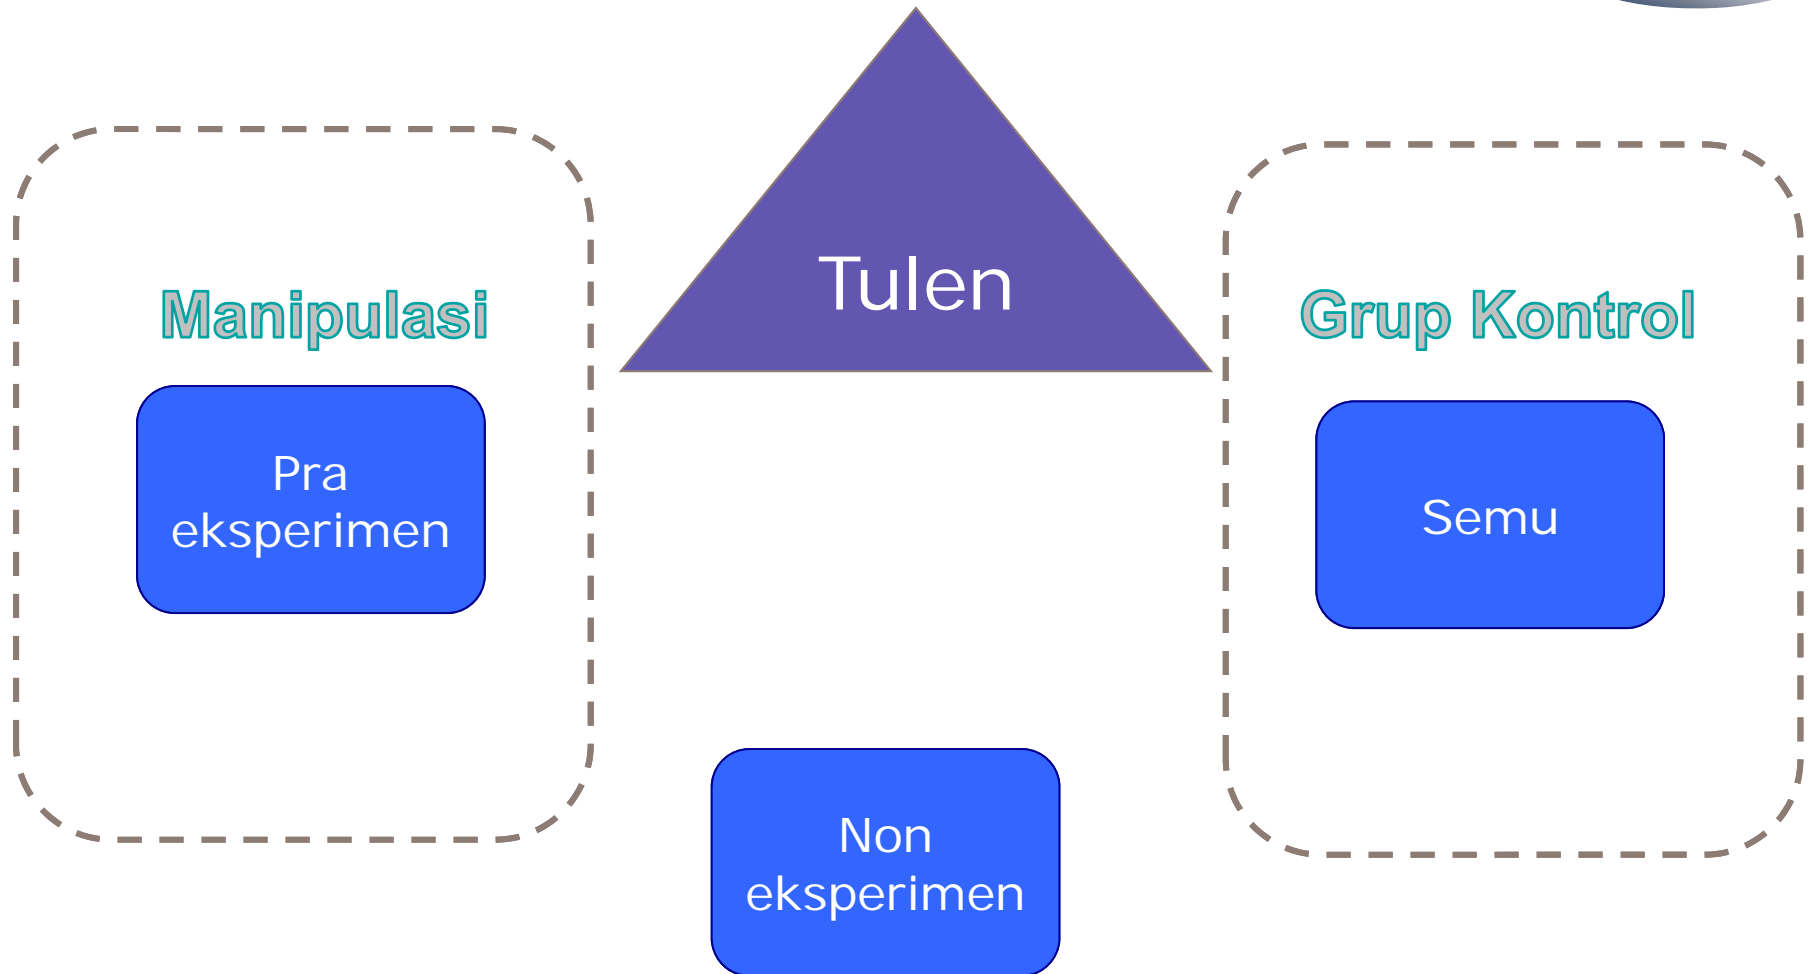 Tulen
Manipulasi
Grup Kontrol
Pra
eksperimen
Semu
Non
eksperimen